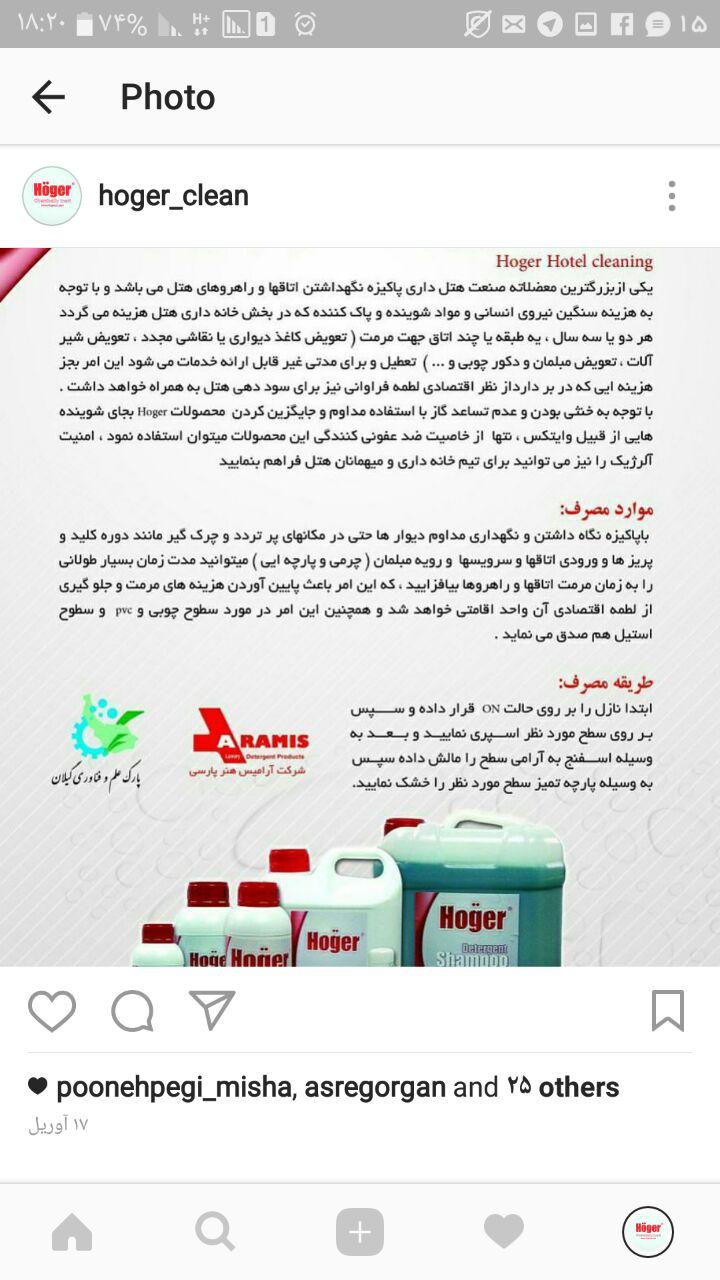 ۱۸:۲۰ ۷۴% H+ 1 ۱۵
Photo
Höger
hoger_clean
Hoger Hotel cleaning
یکی ازبزرگترین معضلاته صنعت هتل داری پاکیزه نگهداشتن اتاقها و راهروهای هتل می باشد و با توجه
به هزینه سنگین نیروی انسانی و مواد شوینده و پاک کننده که در بخش خانه داری هتل هزینه می گردد
هر دو یا سه سال ، یه طبقه یا چند اتاق جهت مرمت ( تعویض کاغذ دیواری یا نقاشی مجدد ، تعویض شیر
آلات ، تعویض مبلمان و دکور چوبی و ... ) تعطیل و برای مدتی غیر قابل ارائه خدمات می شود این امر بجز
هزینه ایی که در بر دارداز نظر اقتصادی لطمه فراوانی نیز برای سود دهی هتل به همراه خواهد داشت .
با توجه به خنثی بودن و عدم تساعد گاز با استفاده مداوم و جایگزین کردن محصولات Hoger بجای شوینده
هایی از قبیل وایتکس ، نتها از خاصیت ضد عفونی کنندگی این محصولات میتوان استفاده نمود ، امنیت
آلرژیک را نیز می توانید برای تیم خانه داری و میهمانان هتل فراهم بنمایید
موارد مصرف:
باپاکیزه نگاه داشتن و نگهداری مداوم دیوار ها حتی در مکانهای پر تردد و چرک گیر مانند دوره کلید و
پریز ها و ورودی اتاقها و سرویسها و رویه مبلمان ( چرمی و پارچه ایی ) میتوانید مدت زمان بسیار طولانی
را به زمان مرمت اتاقها و راهروها بیافزایید ، که این امر باعث پایین آوردن هزینه های مرمت و جلو گیری
از لطمه اقتصادی آن واحد اقامتی خواهد شد و همچنین این امر در مورد سطوح چوبی و pvc و سطوح
استیل هم صدق می نماید .
طریقه مصرف:
ابتدا نازل را بر روی حالت ON قرار داده و سپس
بر روی سطح مورد نظر اسپری نمایید و بعد به
وسیله اسفنج به آرامی سطح را مالش داده سپس
به وسیله پارچه تمیز سطح مورد نظر را خشک نمایید.
ARAMIS
Luxury Detergent Products
شرکت آرامیس هنر پارسی
پارک علم و فناوری گیلان
Höger
Detergent
Shampoo
Höger
Höger
Höger
poonehpegi_misha, asregorgan and ۲۵ others
۱۷ آوریل
Höger